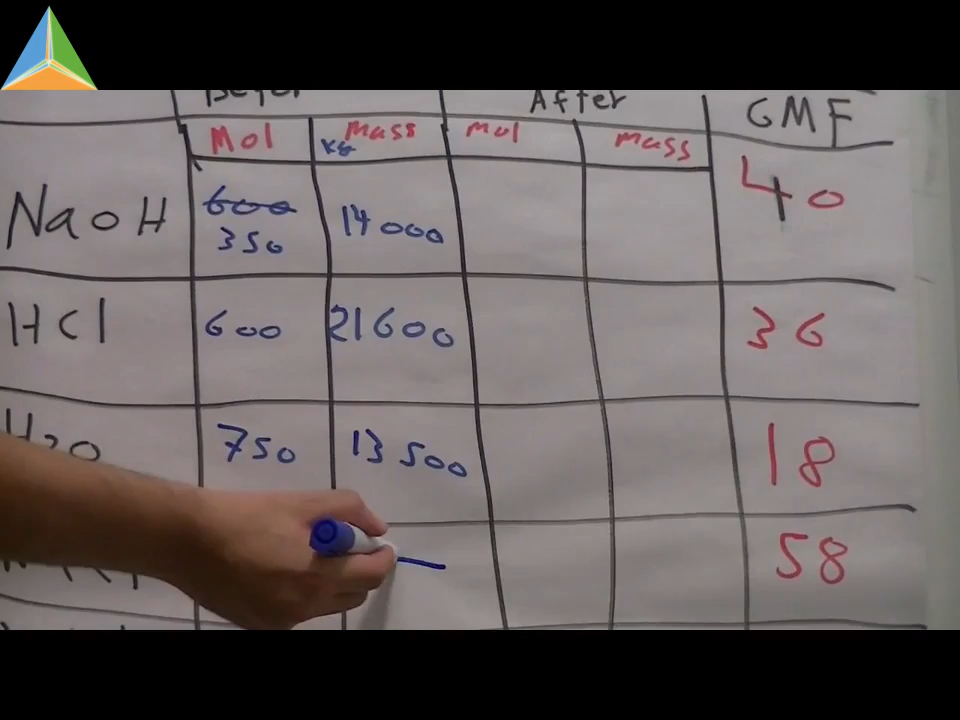 After
GMF
Mol
Kg Mass
Mol
Mass
NaOH
600
350
14000
40
HCl
600
21600
36
H2O
750
13500
18
58